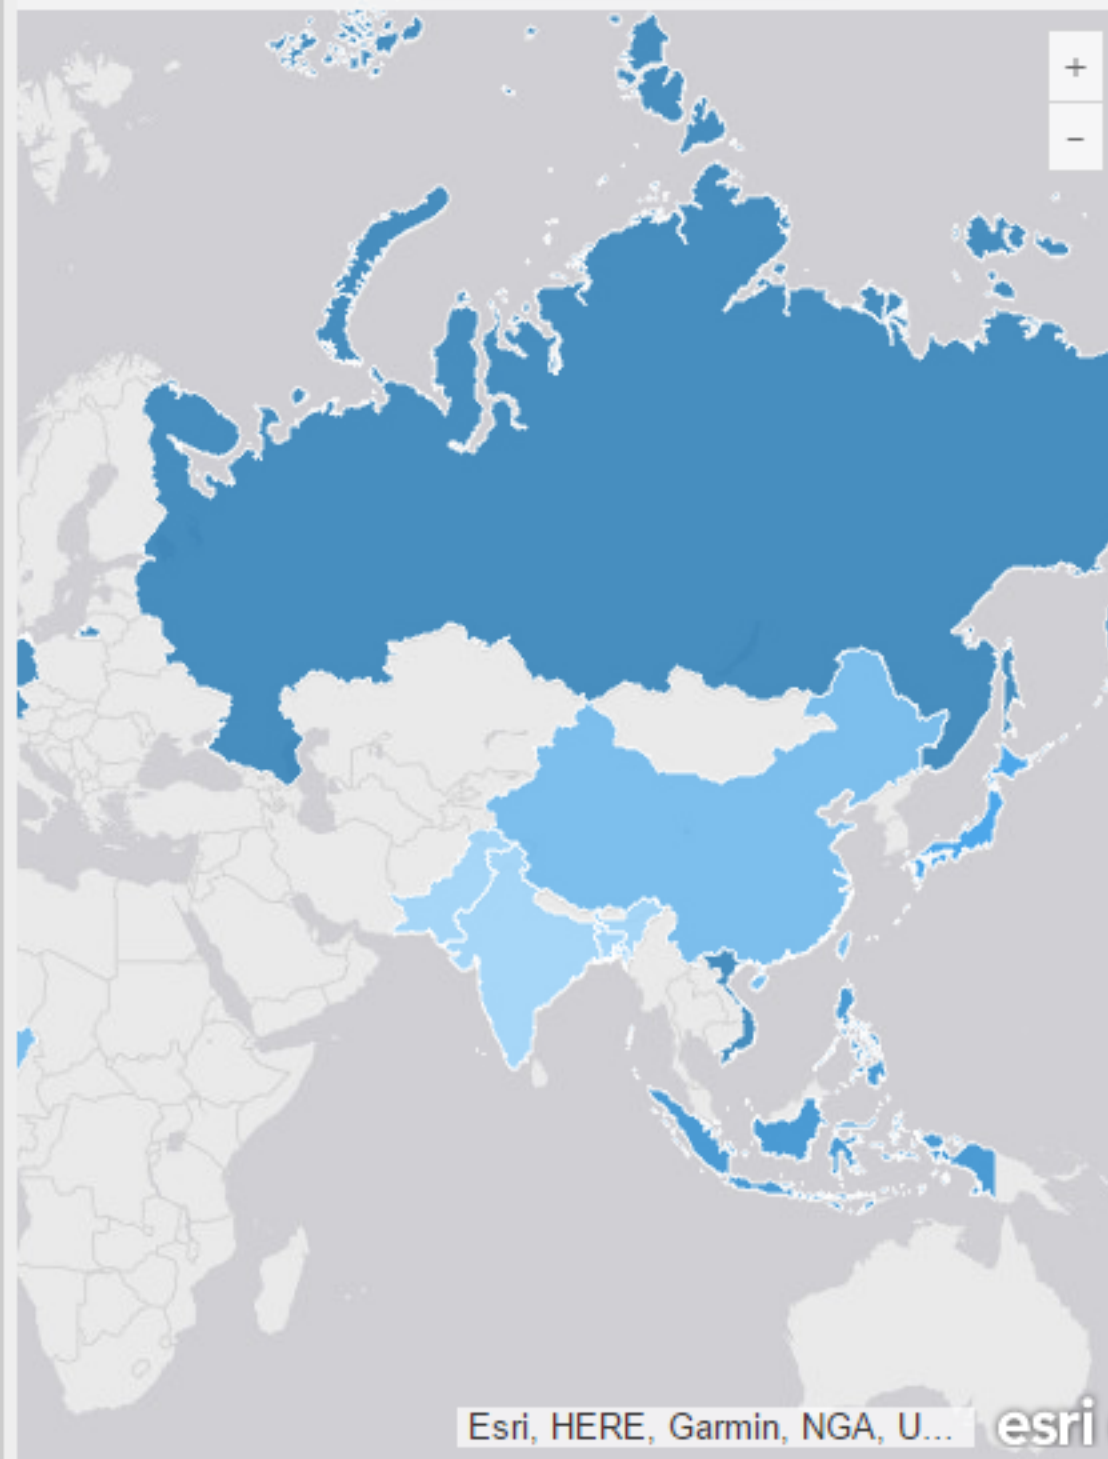 +
−
Esri, HERE, Garmin, NGA, U...
esri